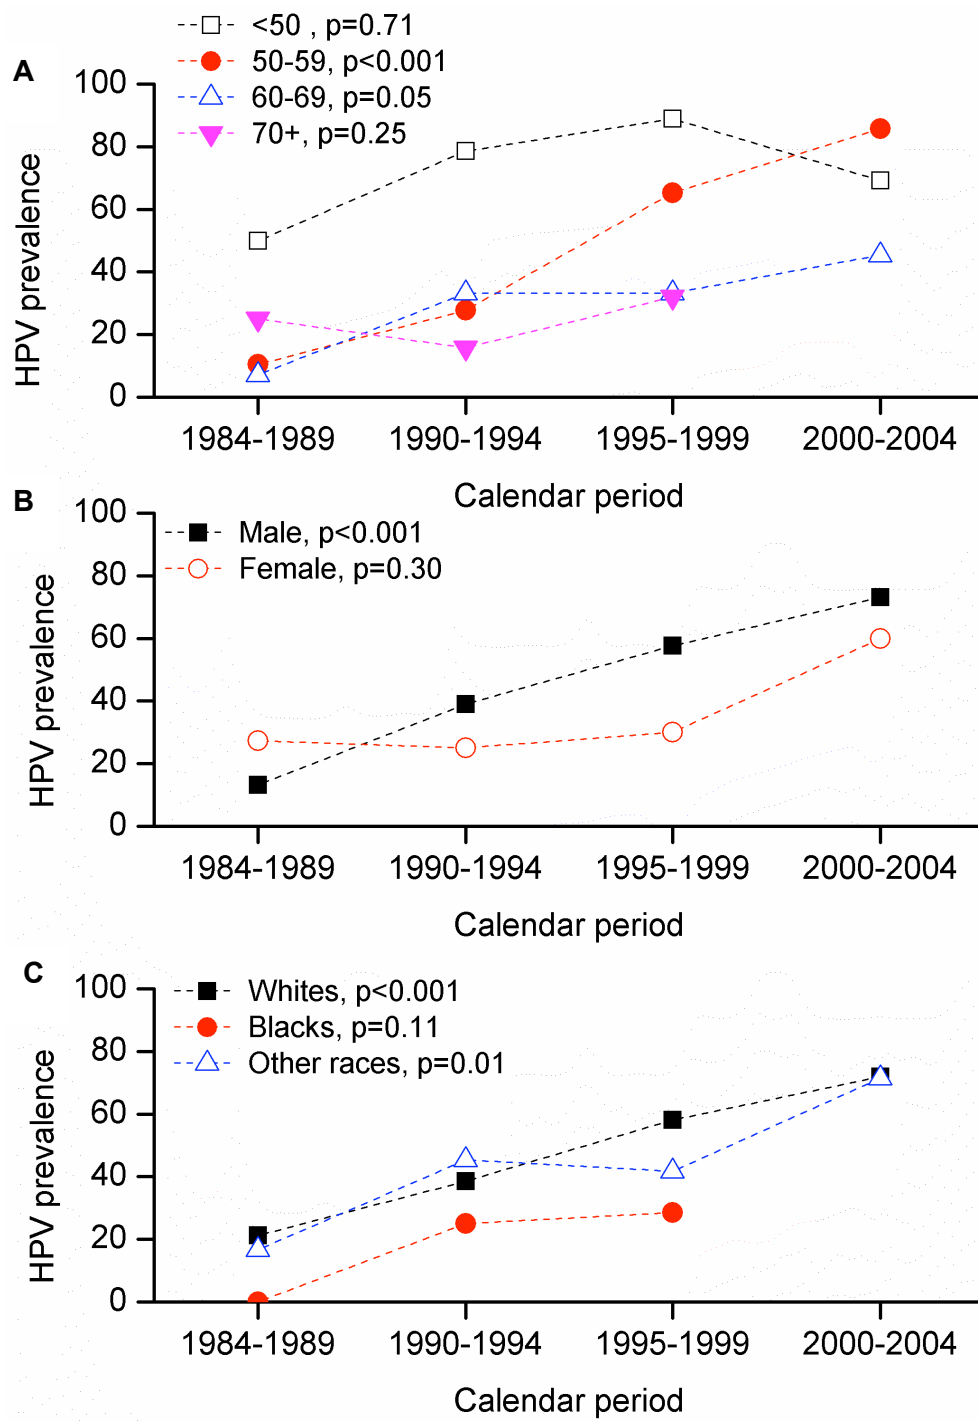 A
<50 , p=0.71
50-59, p<0.001
60-69, p=0.05
70+, p=0.25
HPV prevalence
100
80
60
40
20
0
1984-1989 1990-1994 1995-1999 2000-2004
Calendar period
B
Male, p<0.001
Female, p=0.30
HPV prevalence
100
80
60
40
20
0
1984-1989 1990-1994 1995-1999 2000-2004
Calendar period
C
Whites, p<0.001
Blacks, p=0.11
Other races, p=0.01
HPV prevalence
100
80
60
40
20
0
1984-1989 1990-1994 1995-1999 2000-2004
Calendar period